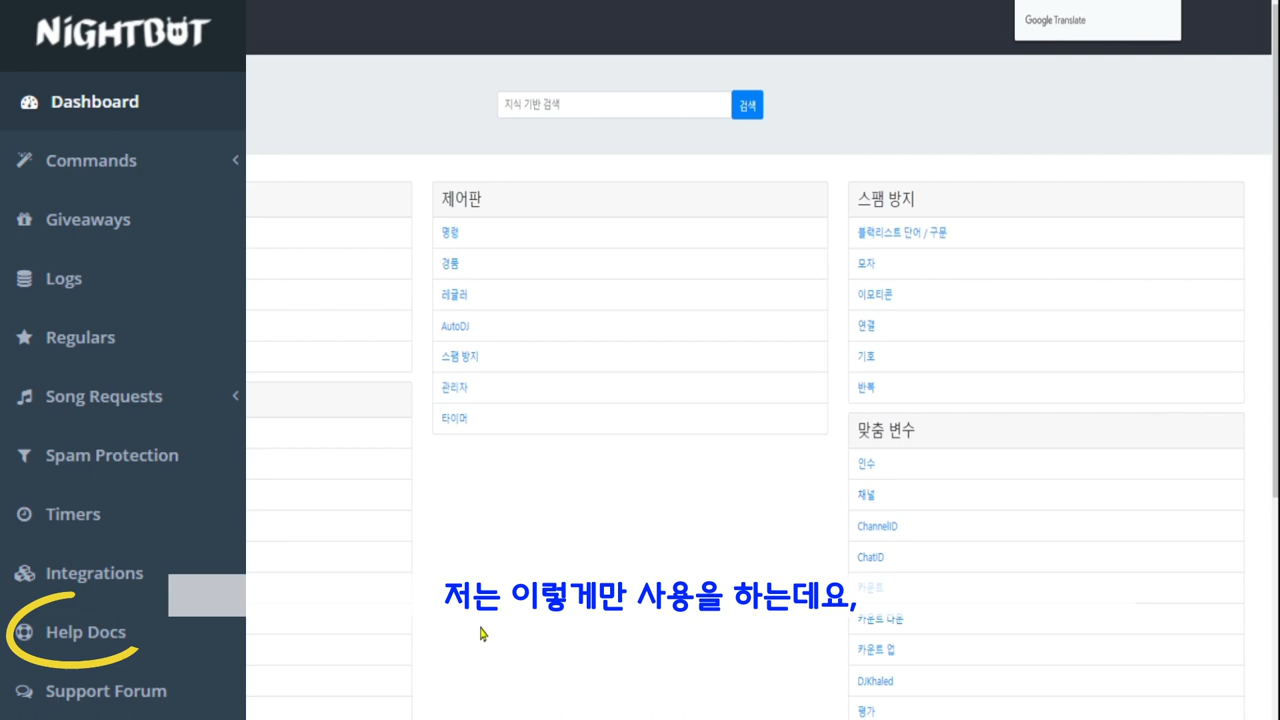 NiGHTBOT
Dashboard
Commands
Giveaways
Logs
Regulars
Song Requests
Spam Protection
Timers
Integrations
Help Docs
Support Forum
Google Translate
지식 기반 검색
검색
제어판
명령
경품
레귤러
AutoDJ
스팸 방지
관리자
타이머
스팸 방지
블랙리스트 단어 / 구문
모자
이모티콘
연결
기호
반복
맞춤 변수
인수
채널
ChannelID
ChatID
카운트
카운트 다운
카운트 업
DJKhaled
평가
저는 이렇게만 사용을 하는데요,